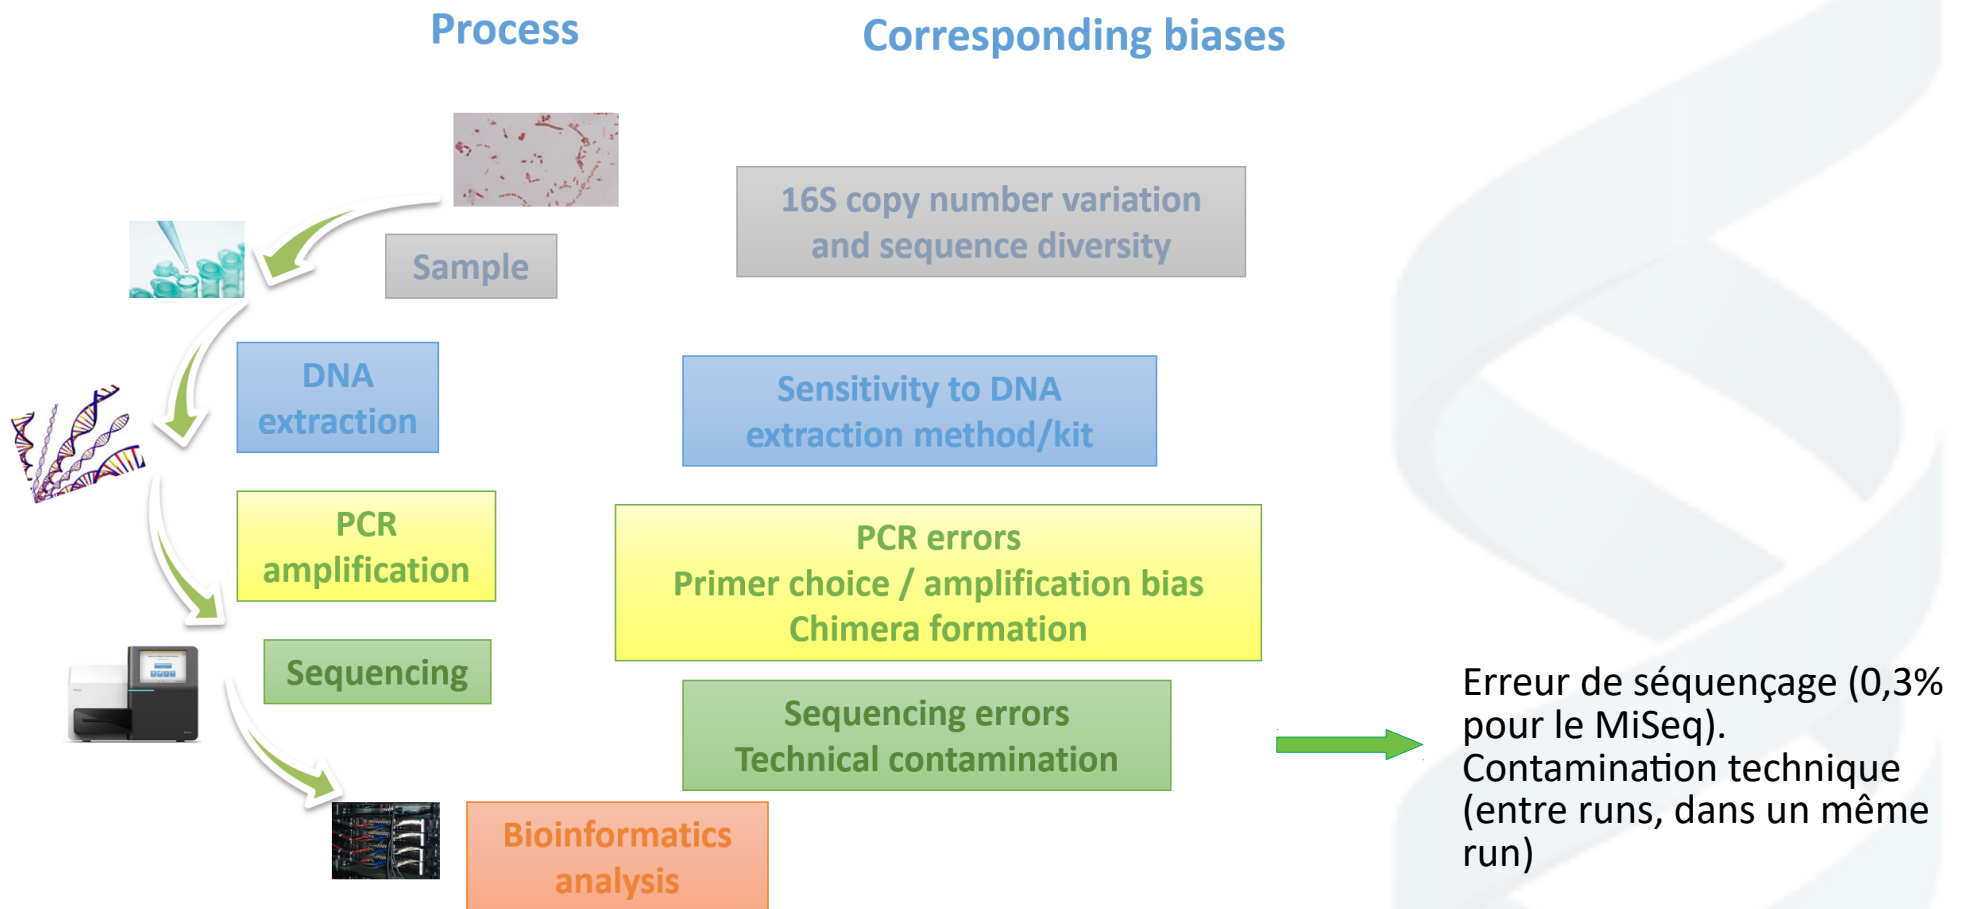 Process
Corresponding biases
16S copy number variation
and sequence diversity
Sample
DNA
extraction
Sensitivity to DNA
extraction method/kit
PCR
amplification
PCR errors
Primer choice / amplification bias
Chimera formation
Sequencing
Sequencing errors
Technical contamination
Erreur de séquençage (0,3%
pour le MiSeq).
Contamination technique
(entre runs, dans un même
run)
Bioinformatics
analysis